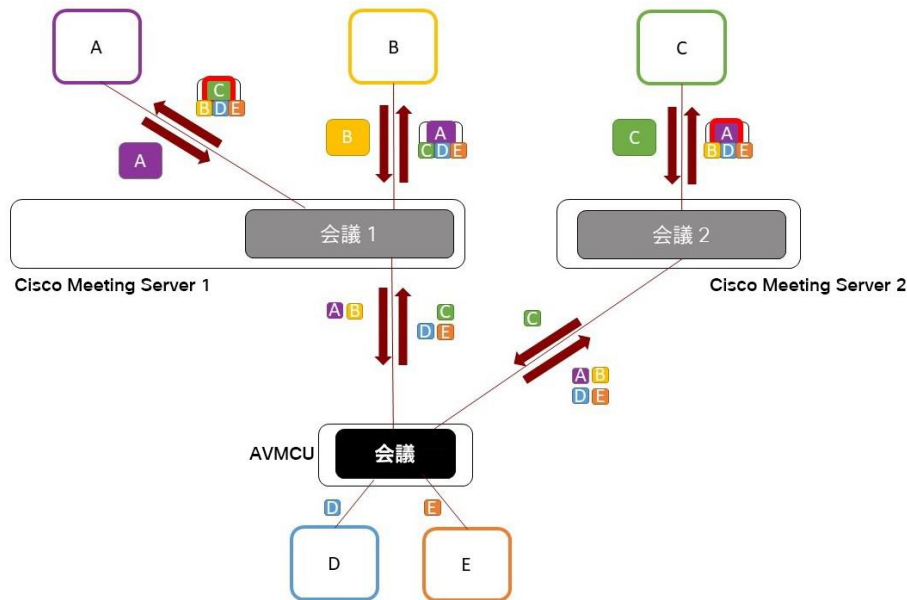 A
B
C
C
B D E
A
B
A
C D E
C
A
B D E
会議 1
会議 2
Cisco Meeting Server 1
Cisco Meeting Server 2
A B
C
D E
C
A B
D E
AVMCU
会議
D
E
D
E